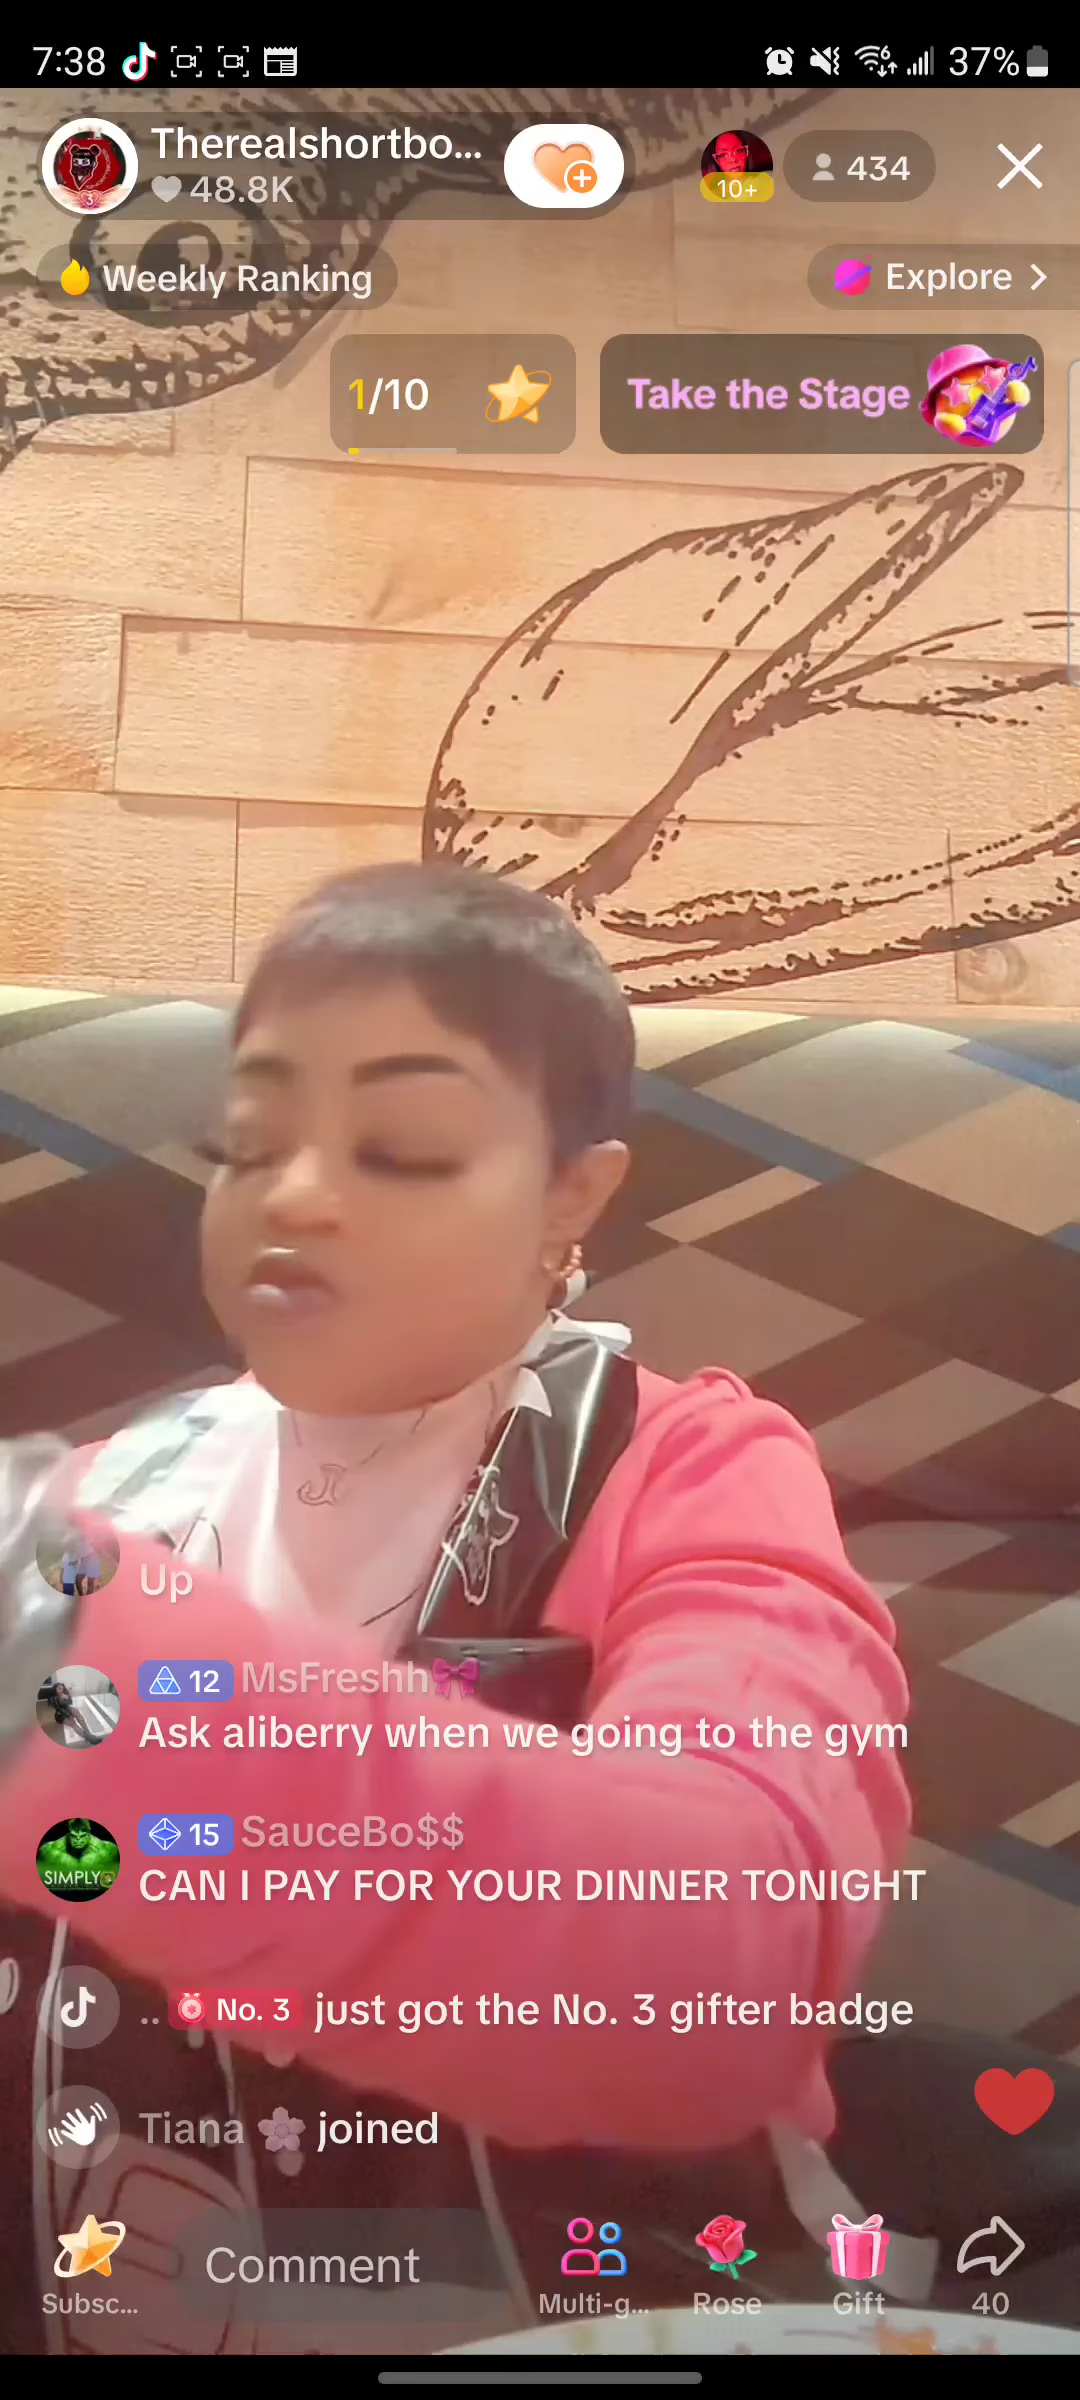 7:38
37%
Therealshortbo...
48.8K
10+
434
Weekly Ranking
Explore
1/10
Take the Stage
Up
12 MsFreshh
Ask aliberry when we going to the gym
15 SauceBo$$
SIMPLY
CAN I PAY FOR YOUR DINNER TONIGHT
.. No. 3 just got the No. 3 gifter badge
Tiana joined
Subsc...
Comment
Multi-g...
Rose
Gift
40